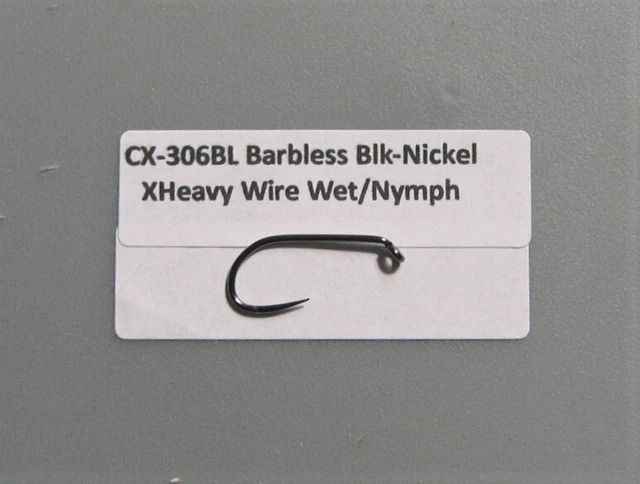 CX-306BL Barbless Blk-Nickel
XHeavy Wire Wet/Nymph